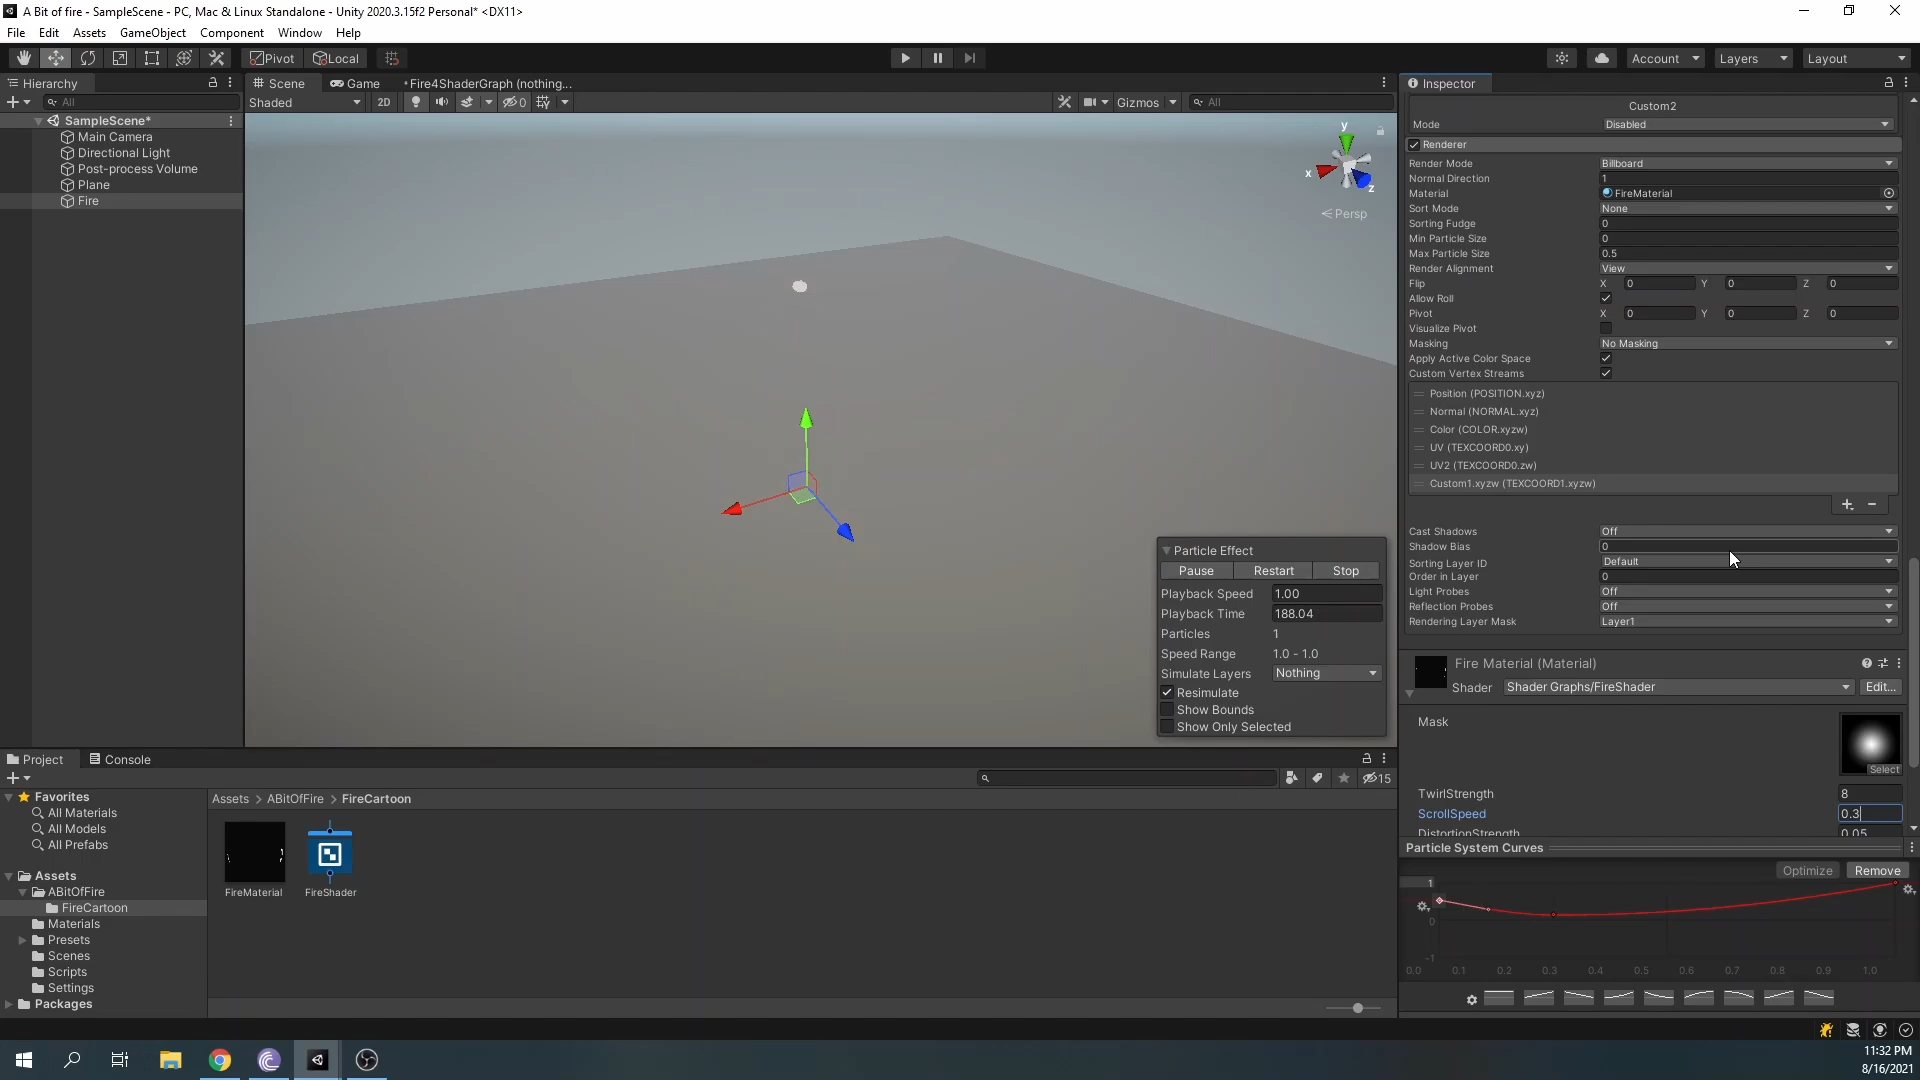 A Bit of fire - SampleScene - PC, Mac & Linux Standalone - Unity 2020.3.15f2 Personal* <DX11>
File Edit Assets GameObject Component Window Help
Pivot Local Account Layers Layout
Hierarchy
All
SampleScene*
Main Camera
Directional Light
Post-process Volume
Plane
Fire
Scene Game *Fire4ShaderGraph (nothing...
Shaded 2D 0 Gizmos All
y
x
z
Persp
Particle Effect
Pause Restart Stop
Playback Speed 1.00
Playback Time 188.04
Particles 1
Speed Range 1.0 - 1.0
Simulate Layers Nothing
Resimulate
Show Bounds
Show Only Selected
Inspector
Custom2
Mode Disabled
Renderer
Render Mode Billboard
Normal Direction 1
Material FireMaterial
Sort Mode None
Sorting Fudge 0
Min Particle Size 0
Max Particle Size 0.5
Render Alignment View
Flip X 0 Y 0 Z 0
Allow Roll
Pivot X 0 Y 0 Z 0
Visualize Pivot
Masking No Masking
Apply Active Color Space
Custom Vertex Streams
Position (POSITION.xyz)
Normal (NORMAL.xyz)
Color (COLOR.xyzw)
UV (TEXCOORD0.xy)
UV2 (TEXCOORD0.zw)
Custom1.xyzw (TEXCOORD1.xyzw)
Cast Shadows Off
Shadow Bias 0
Sorting Layer ID Default
Order in Layer 0
Light Probes Off
Reflection Probes Off
Rendering Layer Mask Layer1
Fire Material (Material)
Shader Shader Graphs/FireShader Edit...
Mask
Select
TwirlStrength 8
ScrollSpeed 0.3
DistortionStrength 0.05
Particle System Curves
Optimize Remove
1
0
-1
0.0 0.1 0.2 0.3 0.4 0.5 0.6 0.7 0.8 0.9 1.0
Project Console
15
Favorites
All Materials
All Models
All Prefabs
Assets
ABitOfFire
FireCartoon
Materials
Presets
Scenes
Scripts
Settings
Packages
Assets > ABitOfFire > FireCartoon
FireMaterial FireShader
11:32 PM
8/16/2021